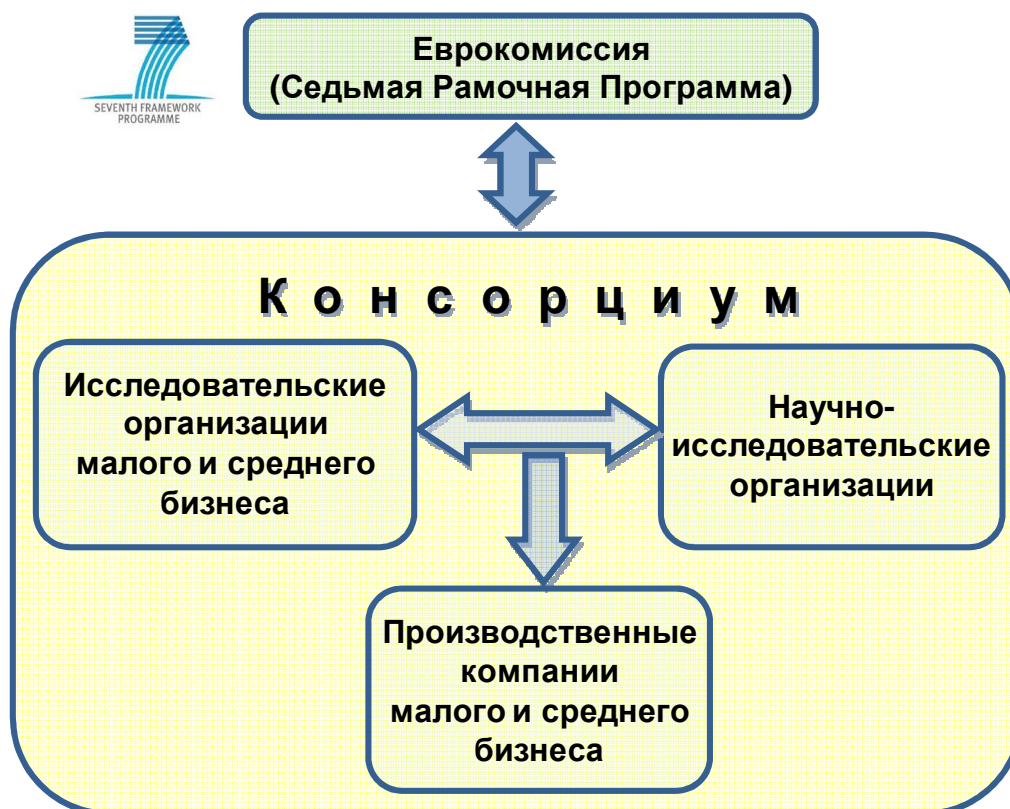 SEVENTH FRAMEWORK
PROGRAMME
Еврокомиссия
(Седьмая Рамочная Программа)
Консорциум
Исследовательские
организации
малого и среднего
бизнеса
Научно-
исследовательские
организации
Производственные
компании
малого и среднего
бизнеса